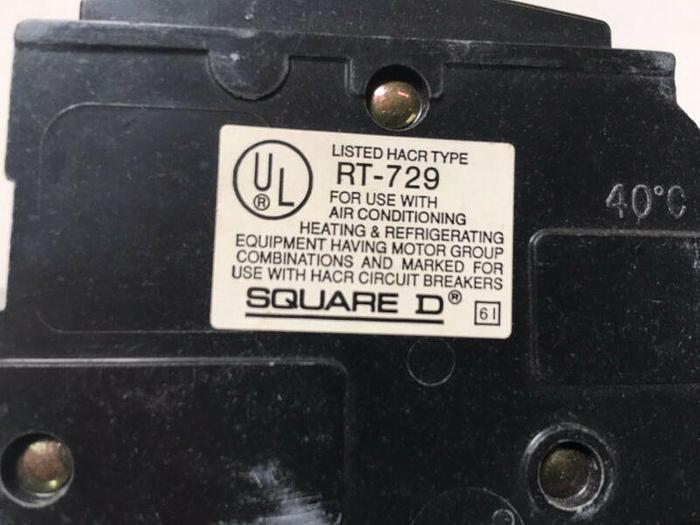 UL®
LISTED HACR TYPE
RT-729
FOR USE WITH
AIR CONDITIONING
HEATING & REFRIGERATING
EQUIPMENT HAVING MOTOR GROUP
COMBINATIONS AND MARKED FOR
USE WITH HACR CIRCUIT BREAKERS
SQUARE D®
61
40°C